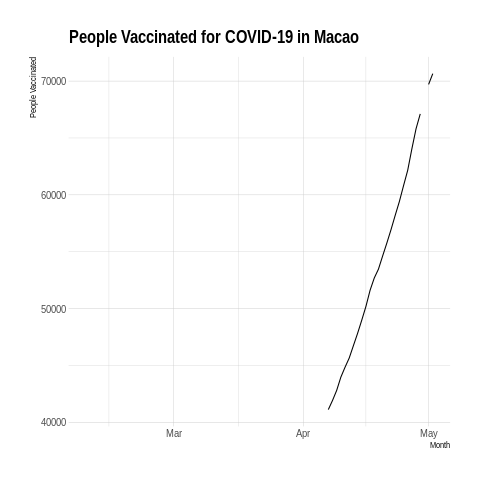 People Vaccinated for COVID-19 in Macao
People Vaccinated
70000
60000
50000
40000
Mar
Apr
May
Month